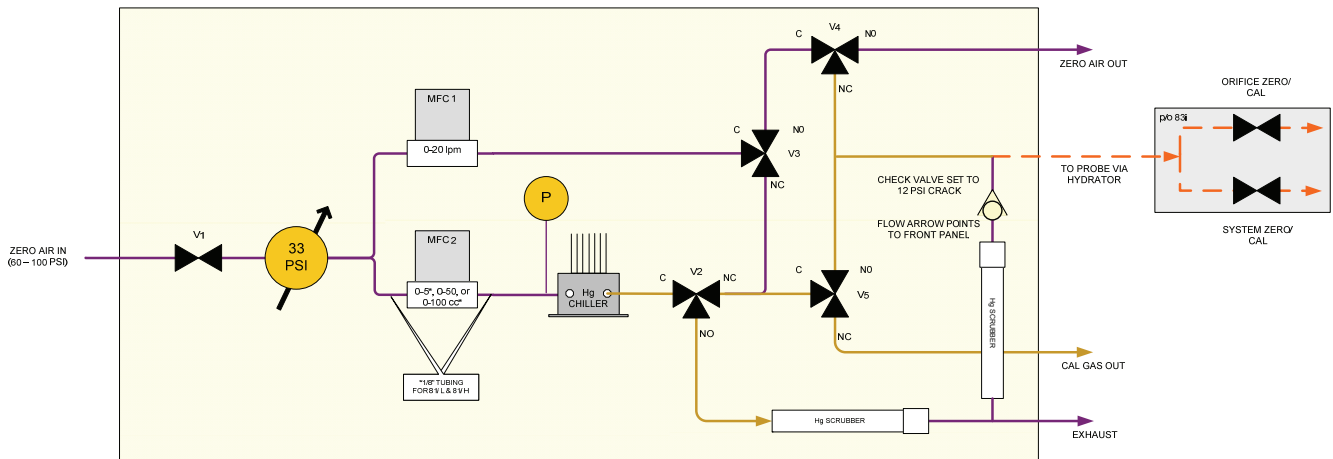 V4
C
N0
NC
ZERO AIR OUT
ORIFICE ZERO/
CAL
MFC 1
0-20 lpm
C
N0
V3
NC
p/o 83i
CHECK VALVE SET TO
12 PSI CRACK
TO PROBE VIA
HYDRATOR
FLOW ARROW POINTS
TO FRONT PANEL
SYSTEM ZERO/
CAL
P
V1
ZERO AIR IN
(60 – 100 PSI)
33
PSI
MFC 2
0-5*, 0-50, or
0-100 cc*
Hg
CHILLER
C
V2
NC
NO
C
N0
V5
NC
Hg SCRUBBER
CAL GAS OUT
*1/8" TUBING
FOR 81i L & 81i H
Hg SCRUBBER
EXHAUST